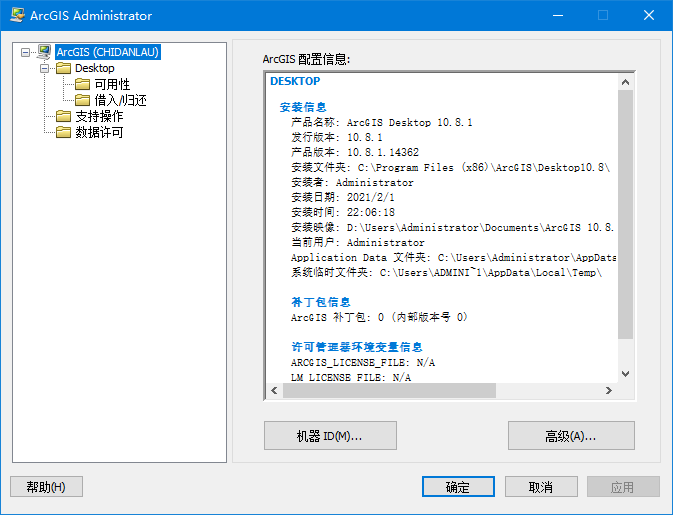 ArcGIS Administrator
ArcGIS (CHIDANLAU)
Desktop
可用性
借入/归还
支持操作
数据许可
ArcGIS 配置信息:
DESKTOP
安装信息
产品名称: ArcGIS Desktop 10.8.1
发行版本: 10.8.1
产品版本: 10.8.1.14362
安装文件夹: C:\Program Files (x86)\ArcGIS\Desktop10.8\
安装者: Administrator
安装日期: 2021/2/1
安装时间: 22:06:18
安装映像: D:\Users\Administrator\Documents\ArcGIS 10.8.
当前用户: Administrator
Application Data 文件夹: C:\Users\Administrator\AppData
系统临时文件夹: C:\Users\ADMINI~1\AppData\Local\Temp\
补丁包信息
ArcGIS 补丁包: 0 (内部版本号 0)
许可管理器环境变量信息
ARCGIS_LICENSE_FILE: N/A
LM_LICENSE_FILE: N/A
机器 ID(M)...
高级(A)...
帮助(H)
确定
取消
应用